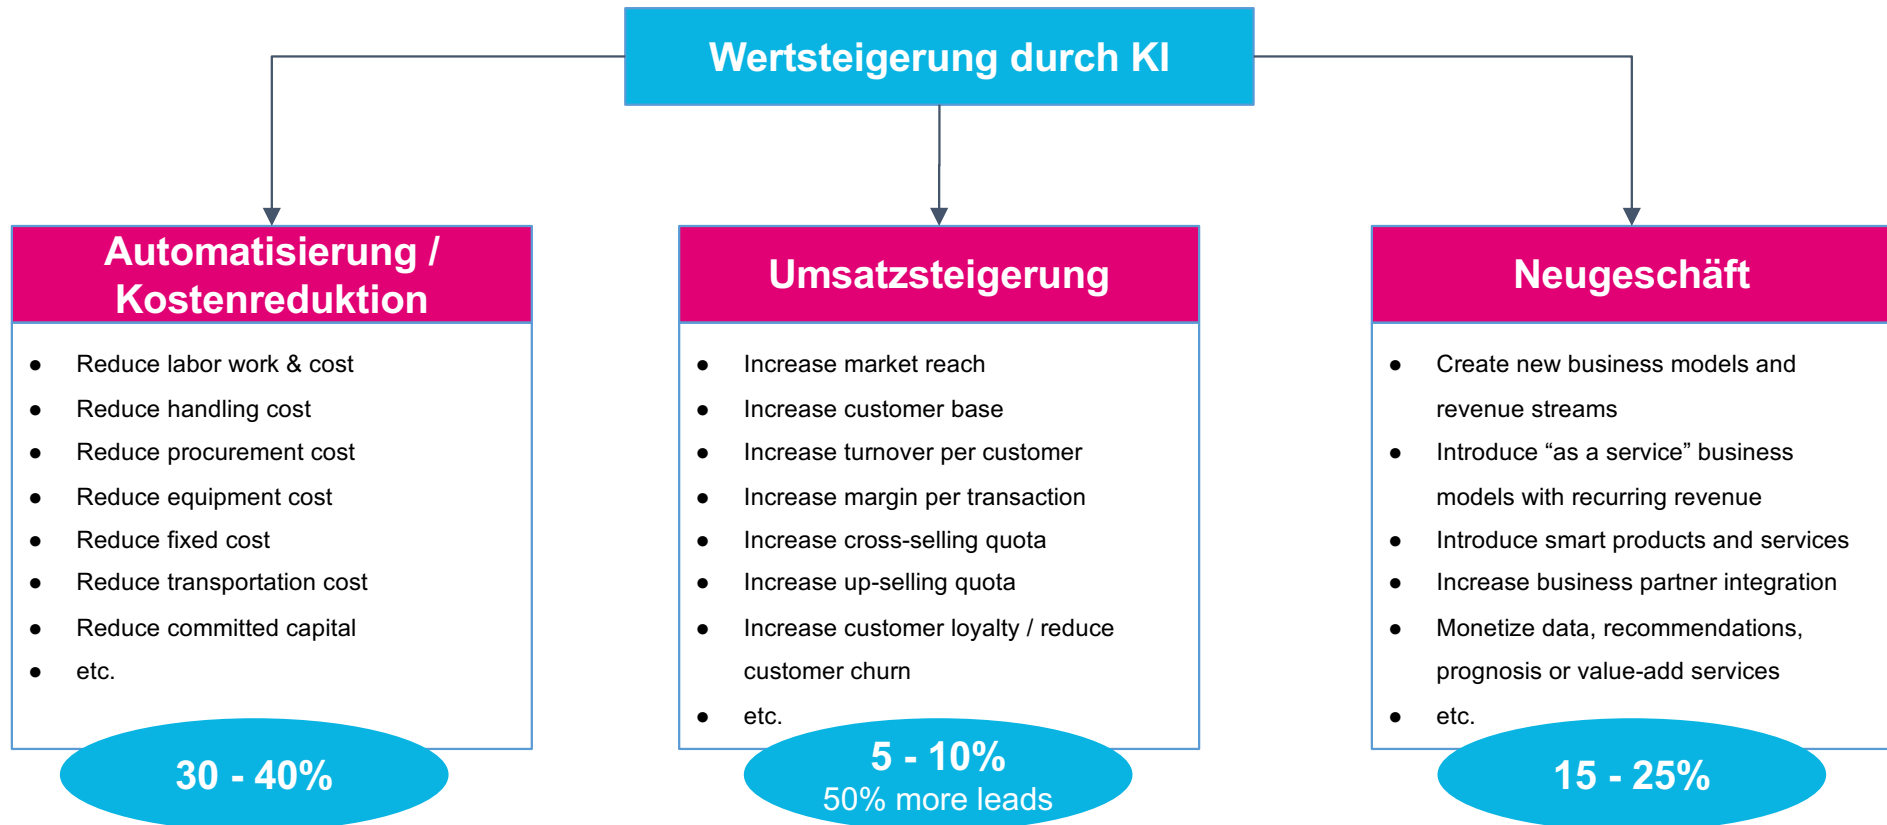 Wertsteigerung durch KI
Automatisierung /
Kostenreduktion
● Reduce labor work & cost
● Reduce handling cost
● Reduce procurement cost
● Reduce equipment cost
● Reduce fixed cost
● Reduce transportation cost
● Reduce committed capital
● etc.
30 - 40%
Umsatzsteigerung
● Increase market reach
● Increase customer base
● Increase turnover per customer
● Increase margin per transaction
● Increase cross-selling quota
● Increase up-selling quota
● Increase customer loyalty / reduce
customer churn
● etc.
5 - 10%
50% more leads
Neugeschäft
● Create new business models and
revenue streams
● Introduce “as a service” business
models with recurring revenue
● Introduce smart products and services
● Increase business partner integration
● Monetize data, recommendations,
prognosis or value-add services
● etc.
15 - 25%